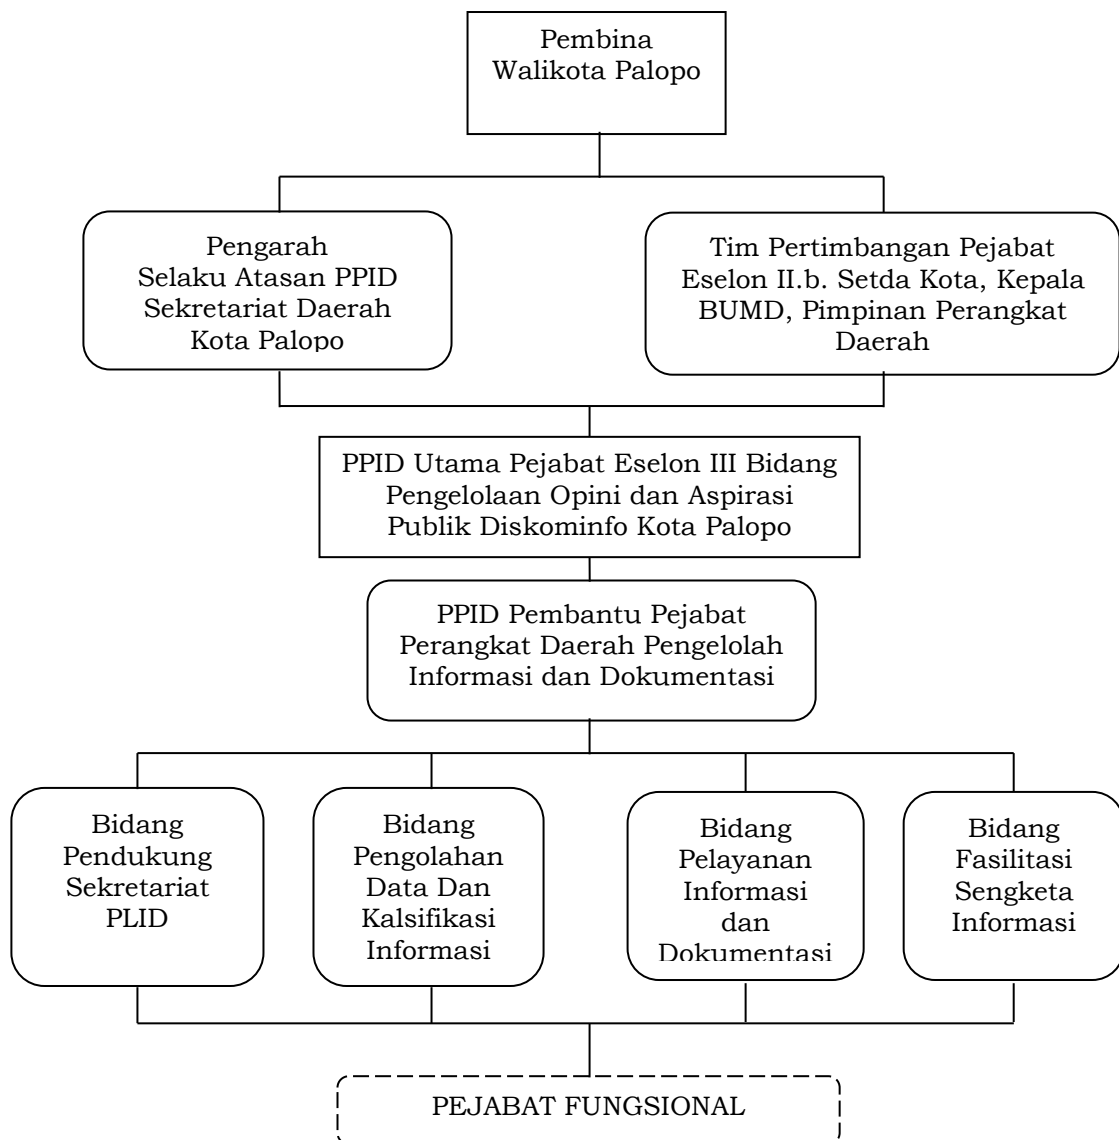 Pembina
Walikota Palopo
Pengarah
Selaku Atasan PPID
Sekretariat Daerah
Kota Palopo
Tim Pertimbangan Pejabat
Eselon II.b. Setda Kota, Kepala
BUMD, Pimpinan Perangkat
Daerah
PPID Utama Pejabat Eselon III Bidang
Pengelolaan Opini dan Aspirasi
Publik Diskominfo Kota Palopo
PPID Pembantu Pejabat
Perangkat Daerah Pengelolah
Informasi dan Dokumentasi
Bidang
Pendukung
Sekretariat
PLID
Bidang
Pengolahan
Data Dan
Kalsifikasi
Informasi
Bidang
Pelayanan
Informasi
dan
Dokumentasi
Bidang
Fasilitasi
Sengketa
Informasi
PEJABAT FUNGSIONAL